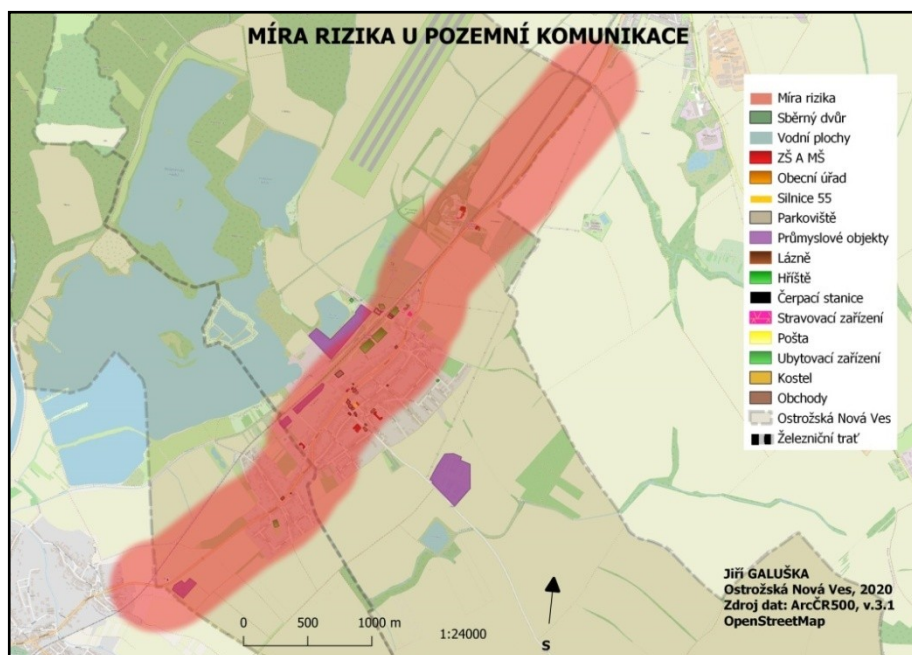 MÍRA RIZIKA U POZEMNÍ KOMUNIKACE
Míra rizika
Sběrný dvůr
Vodní plochy
ZŠ A MŠ
Obecní úřad
Silnice 55
Parkoviště
Průmyslové objekty
Lázně
Hříště
Čerpací stanice
Stravovací zařízení
Pošta
Ubytovací zařízení
Kostel
Obchody
Ostrožská Nová Ves
Železniční trať
Jiří GALUŠKA
Ostrožská Nová Ves, 2020
Zdroj dat: ArcČR500, v.3.1
OpenStreetMap
0 500 1000 m
1:24000
S